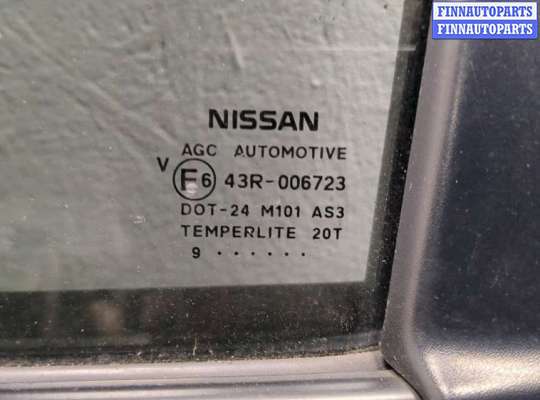 FINNAUTOPARTS
FINNAUTOPARTS
NISSAN
AGC AUTOMOTIVE
V E6 43R-006723
DOT-24 M101 AS3
TEMPERLITE 20T
9 ......